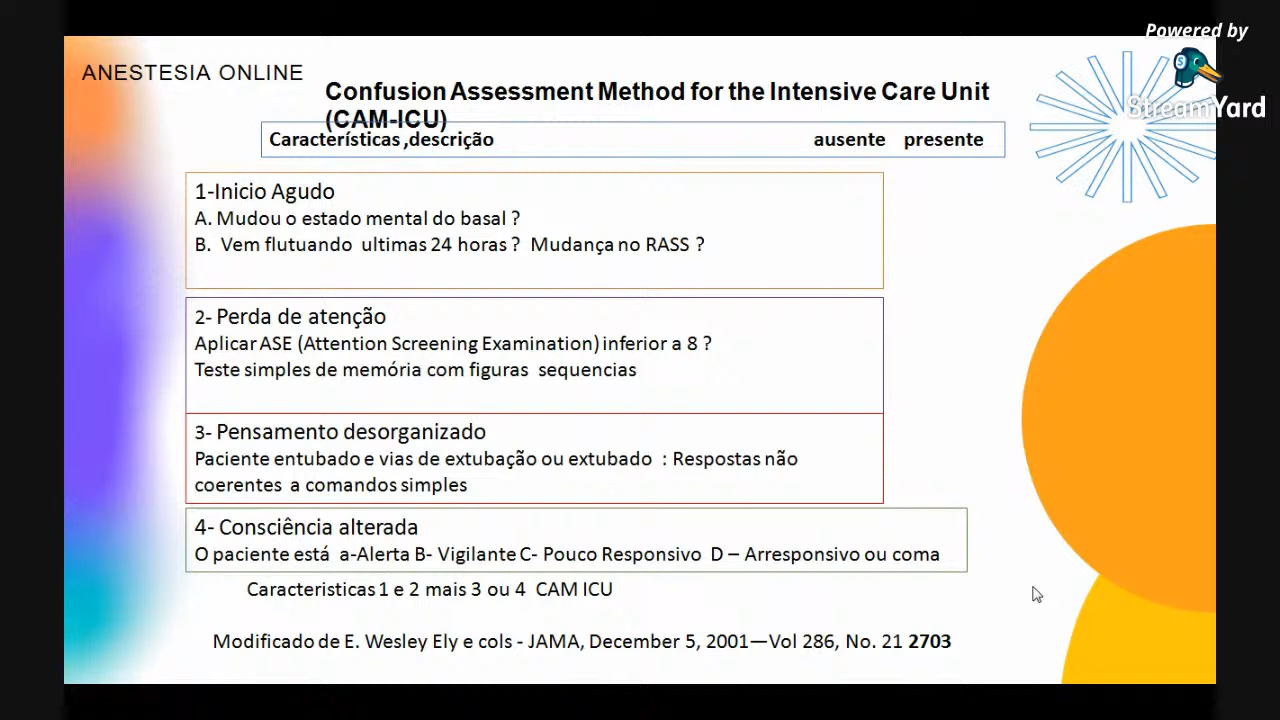 Powered by
StreamYard
ANESTESIA ONLINE
Confusion Assessment Method for the Intensive Care Unit
(CAM-ICU)
Características ,descrição ausente presente
1-Inicio Agudo
A. Mudou o estado mental do basal ?
B. Vem flutuando ultimas 24 horas ? Mudança no RASS ?
2- Perda de atenção
Aplicar ASE (Attention Screening Examination) inferior a 8 ?
Teste simples de memória com figuras sequencias
3- Pensamento desorganizado
Paciente entubado e vias de extubação ou extubado : Respostas não
coerentes a comandos simples
4- Consciência alterada
O paciente está a-Alerta B- Vigilante C- Pouco Responsivo D – Arresponsivo ou coma
Caracteristicas 1 e 2 mais 3 ou 4 CAM ICU
Modificado de E. Wesley Ely e cols - JAMA, December 5, 2001—Vol 286, No. 21 2703